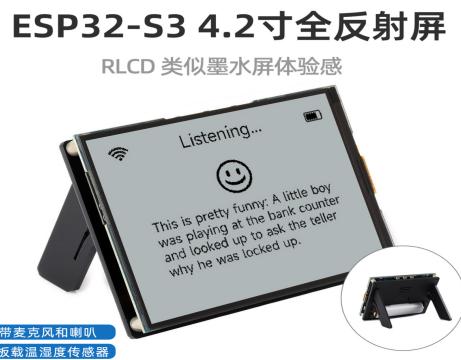 ESP32-S3 4.2寸全反射屏
RLCD 类似墨水屏体验感
Listening...
This is pretty funny: A little boy
was playing at the bank counter
and looked up to ask the teller
why he was locked up.
带麦克风和喇叭
板载温湿度传感器